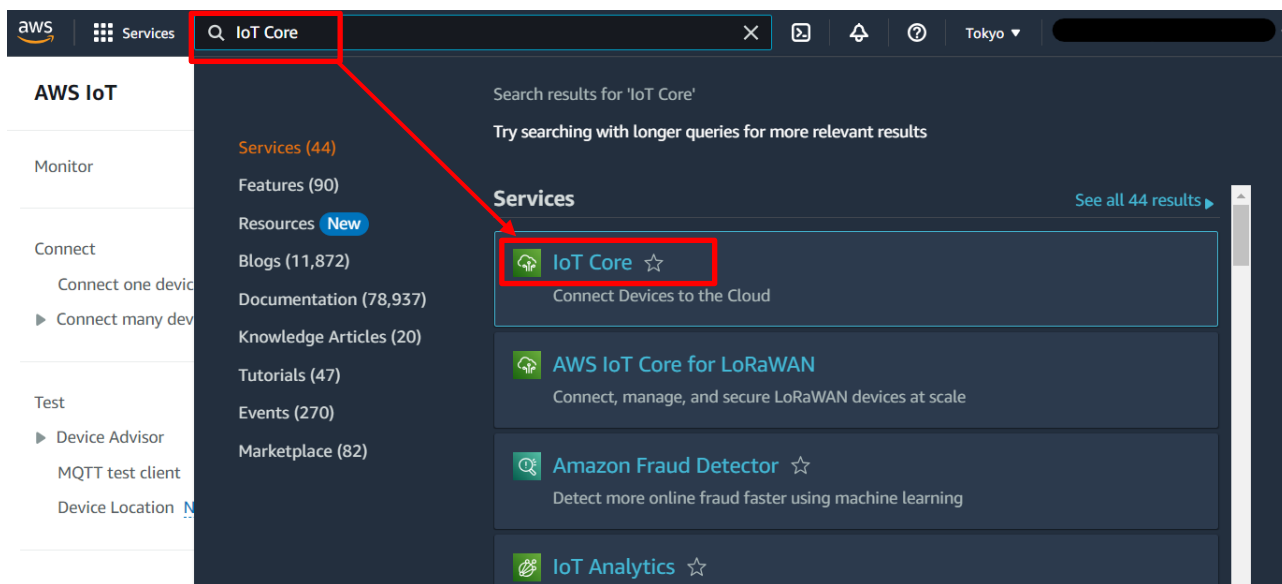 aws
Services
IoT Core
Tokyo ▼
AWS IoT
Monitor
Connect
Connect one devic
Connect many dev
Test
Device Advisor
MQTT test client
Device Location N
Services (44)
Features (90)
Resources New
Blogs (11,872)
Documentation (78,937)
Knowledge Articles (20)
Tutorials (47)
Events (270)
Marketplace (82)
Search results for 'IoT Core'
Try searching with longer queries for more relevant results
Services
See all 44 results ▶
IoT Core
Connect Devices to the Cloud
AWS IoT Core for LoRaWAN
Connect, manage, and secure LoRaWAN devices at scale
Amazon Fraud Detector
Detect more online fraud faster using machine learning
IoT Analytics